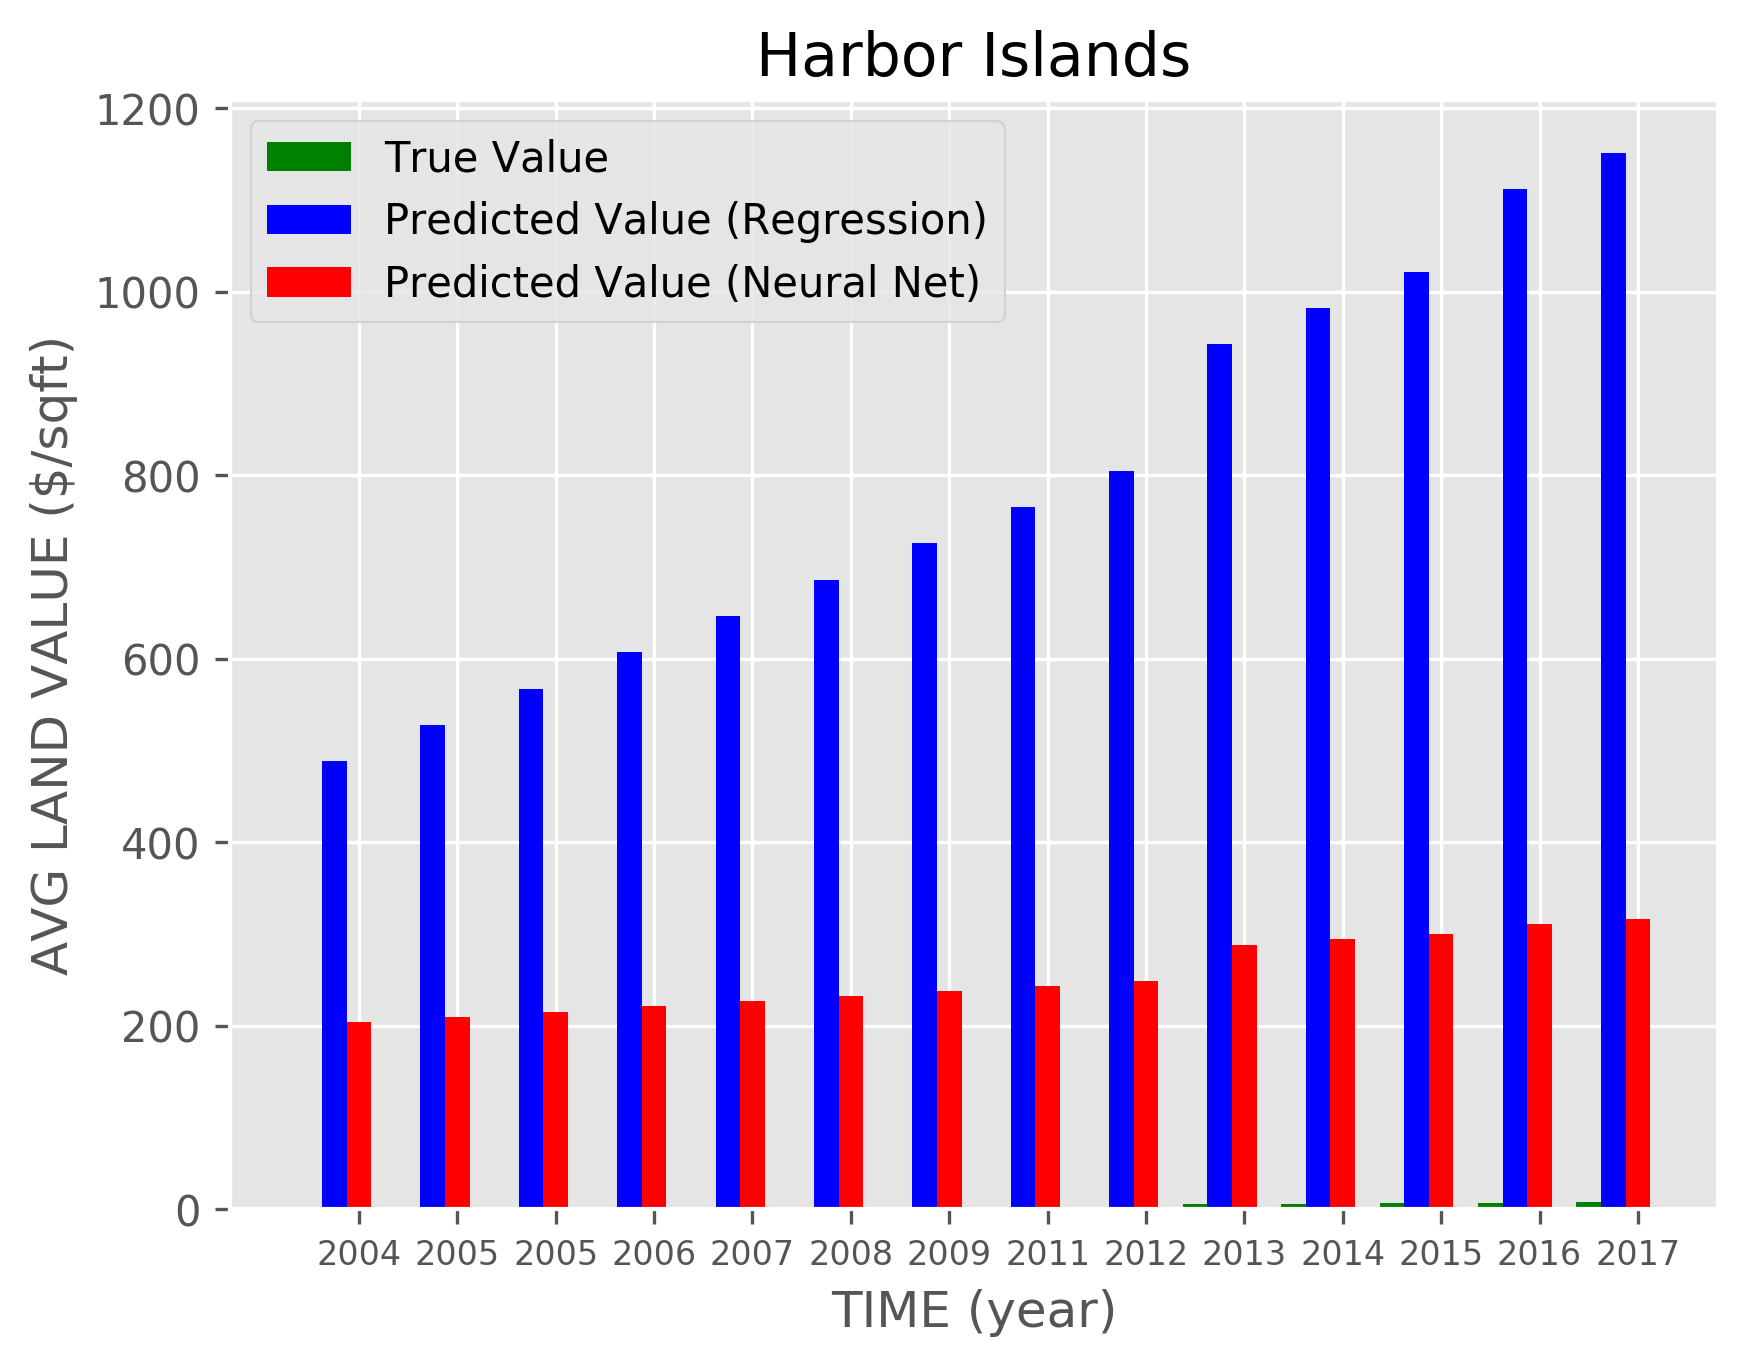 Harbor Islands
1200
1000
800
600
400
200
0
AVG LAND VALUE ($/sqft)
True Value
Predicted Value (Regression)
Predicted Value (Neural Net)
2004 2005 2005 2006 2007 2008 2009 2011 2012 2013 2014 2015 2016 2017
TIME (year)